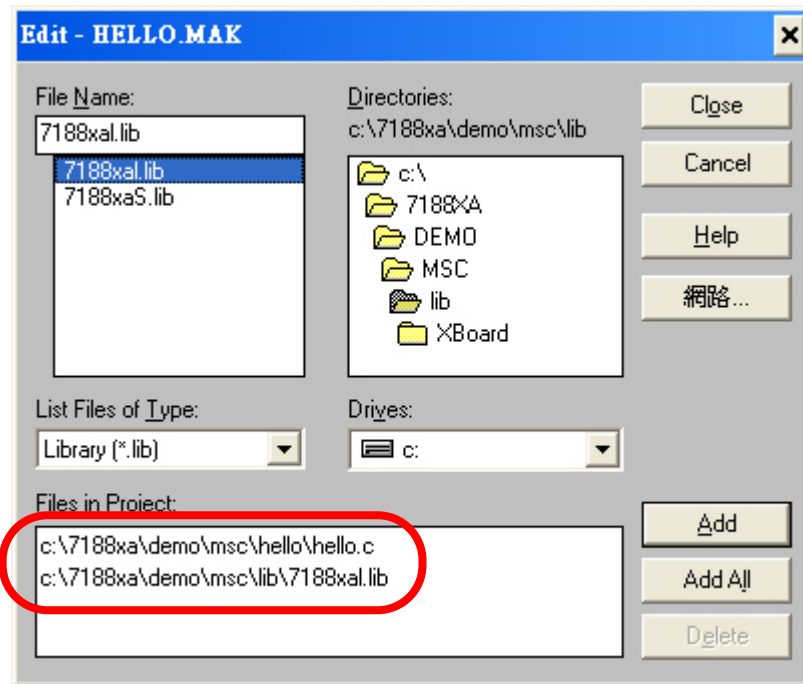 Edit - HELLO.MAK
File Name:
7188xal.lib
7188xal.lib
7188xaS.lib
Directories:
c:\7188xa\demo\msc\lib
c:\
7188XA
DEMO
MSC
lib
XBoard
Close
Cancel
Help
網路...
List Files of Type:
Library (*.lib)
Drives:
c:
Files in Project:
c:\7188xa\demo\msc\hello\hello.c
c:\7188xa\demo\msc\lib\7188xal.lib
Add
Add All
Delete